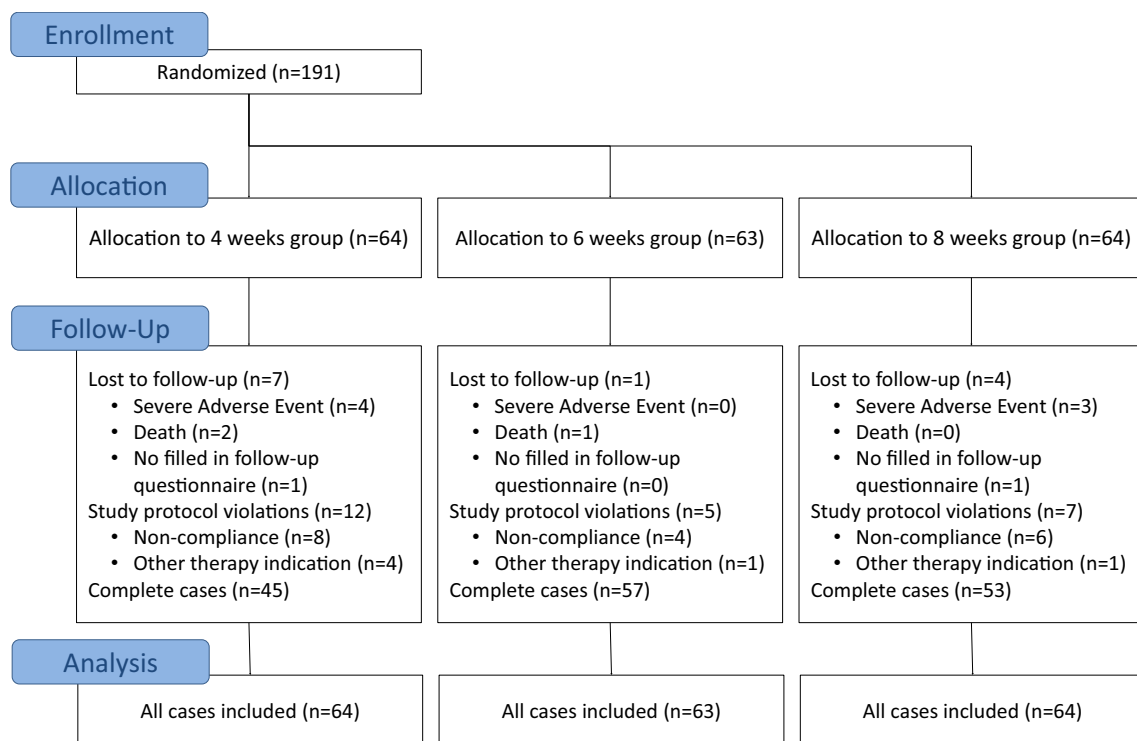 Enrollment
Randomized (n=191)
Allocation
Allocation to 4 weeks group (n=64)
Allocation to 6 weeks group (n=63)
Allocation to 8 weeks group (n=64)
Follow-Up
Lost to follow-up (n=7)
• Severe Adverse Event (n=4)
• Death (n=2)
• No filled in follow-up
questionnaire (n=1)
Study protocol violations (n=12)
• Non-compliance (n=8)
• Other therapy indication (n=4)
Complete cases (n=45)
Lost to follow-up (n=1)
• Severe Adverse Event (n=0)
• Death (n=1)
• No filled in follow-up
questionnaire (n=0)
Study protocol violations (n=5)
• Non-compliance (n=4)
• Other therapy indication (n=1)
Complete cases (n=57)
Lost to follow-up (n=4)
• Severe Adverse Event (n=3)
• Death (n=0)
• No filled in follow-up
questionnaire (n=1)
Study protocol violations (n=7)
• Non-compliance (n=6)
• Other therapy indication (n=1)
Complete cases (n=53)
Analysis
All cases included (n=64)
All cases included (n=63)
All cases included (n=64)